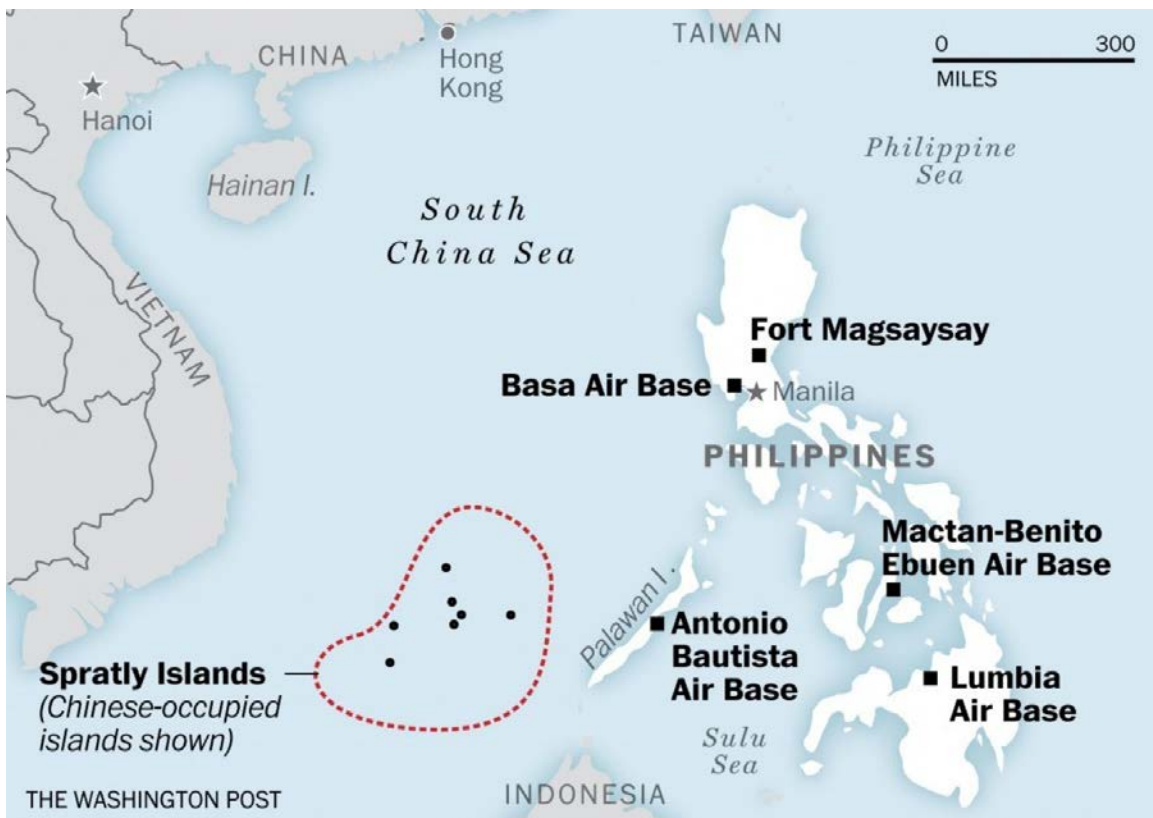 CHINA
Hong
Kong
TAIWAN
0 300
MILES
Hanoi
Hainan I.
Philippine
Sea
South
China Sea
VIETNAM
Fort Magsaysay
Basa Air Base
Manila
PHILIPPINES
Mactan-Benito
Ebuen Air Base
Palawan I.
Antonio
Bautista
Air Base
Spratly Islands
(Chinese-occupied
islands shown)
Lumbia
Air Base
Sulu
Sea
INDONESIA
THE WASHINGTON POST